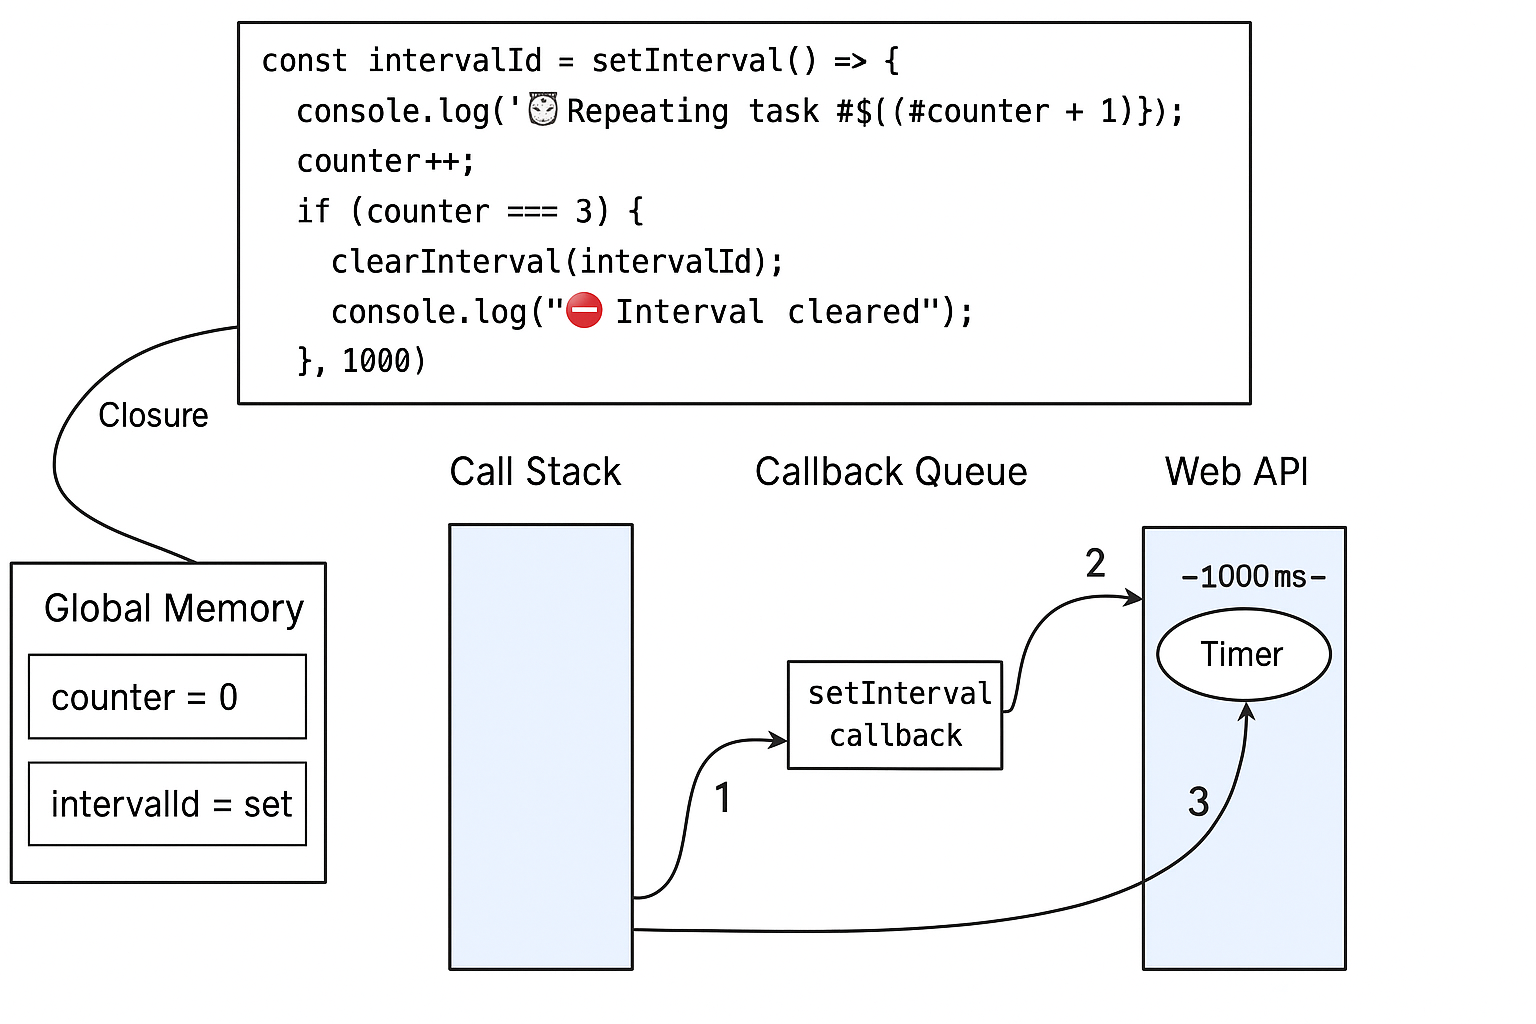 const intervalId = setInterval() => {
console.log('⏰ Repeating task #$((#counter + 1)});
counter++;
if (counter === 3) {
clearInterval(intervalId);
console.log("⛔ Interval cleared");
}, 1000)
Closure
Call Stack
Callback Queue
Web API
Global Memory
counter = 0
intervalId = set
1
setInterval
callback
2
–1000 ms–
Timer
3